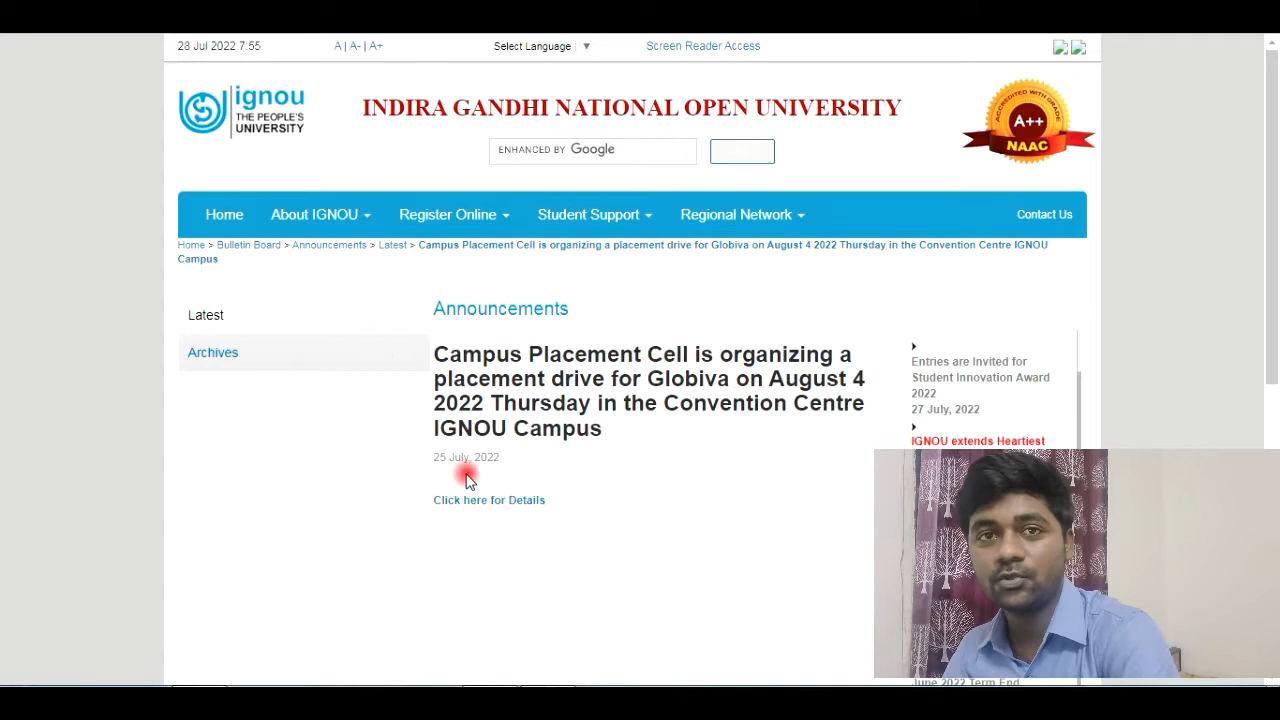 28 Jul 2022 7:55
A | A- | A+
Select Language ▼
Screen Reader Access
ignou
THE PEOPLE'S
UNIVERSITY
INDIRA GANDHI NATIONAL OPEN UNIVERSITY
ENHANCED BY Google
ACCREDITED WITH GRADE
A++
NAAC
Home
About IGNOU
Register Online
Student Support
Regional Network
Contact Us
Home > Bulletin Board > Announcements > Latest > Campus Placement Cell is organizing a placement drive for Globiva on August 4 2022 Thursday in the Convention Centre IGNOU
Campus
Latest
Archives
Announcements
Campus Placement Cell is organizing a
placement drive for Globiva on August 4
2022 Thursday in the Convention Centre
IGNOU Campus
25 July, 2022
Click here for Details
Entries are Invited for
Student Innovation Award
2022
27 July, 2022
IGNOU extends Heartiest
June 2022 Term End